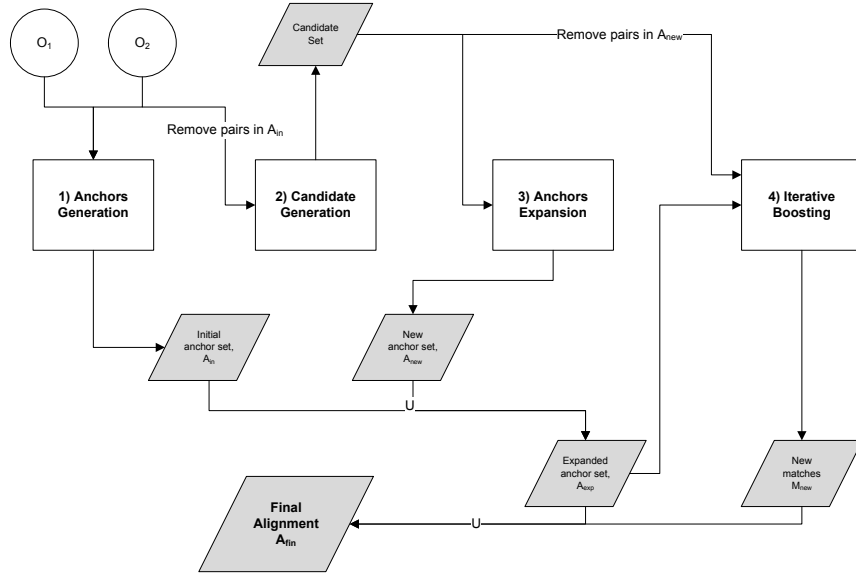 O1
O2
Candidate
Set
Remove pairs in Anew
Remove pairs in Ain
1) Anchors
Generation
2) Candidate
Generation
3) Anchors
Expansion
4) Iterative
Boosting
Initial
anchor set,
Ain
New
anchor set,
Anew
U
Expanded
anchor set,
Aexp
New
matches
Mnew
Final
Alignment
Afin
U